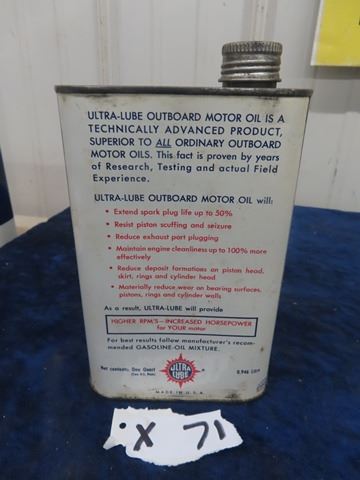 ULTRA-LUBE OUTBOARD MOTOR OIL IS A
TECHNICALLY ADVANCED PRODUCT,
SUPERIOR TO ALL ORDINARY OUTBOARD
MOTOR OILS. This fact is proven by years
of Research, Testing and actual Field
Experience.
ULTRA-LUBE OUTBOARD MOTOR OIL will:
• Extend spark plug life up to 50%
• Resist piston scuffing and seizure
• Reduce exhaust port plugging
• Maintain engine cleanliness up to 100% more
effectively
• Reduce deposit formations on piston head,
skirt, rings and cylinder head
• Materially reduce wear on bearing surfaces,
pistons, rings and cylinder walls
As a result, ULTRA-LUBE will provide
HIGHER RPM'S—INCREASED HORSEPOWER
for YOUR motor
For best results follow manufacturer's recom-
mended GASOLINE-OIL MIXTURE.
Net contents: One Quart
ULTRA
LUBE
0,946 Litre
MADE IN U.S.A.
X 71